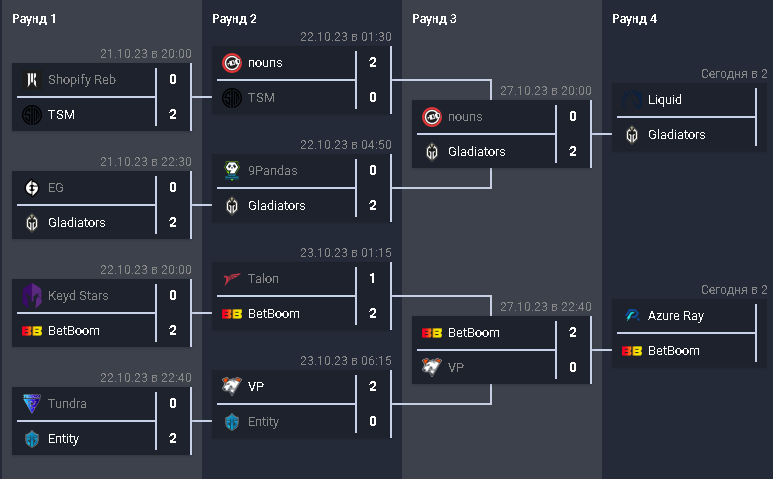 Раунд 1
21.10.23 в 20:00
Shopify Reb 0
TSM 2
21.10.23 в 22:30
EG 0
Gladiators 2
22.10.23 в 20:00
Keyd Stars 0
BetBoom 2
22.10.23 в 22:40
Tundra 0
Entity 2
Раунд 2
22.10.23 в 01:30
nouns 2
TSM 0
22.10.23 в 04:50
9Pandas 0
Gladiators 2
23.10.23 в 01:15
Talon 1
BetBoom 2
23.10.23 в 06:15
VP 2
Entity 0
Раунд 3
27.10.23 в 20:00
nouns 0
Gladiators 2
27.10.23 в 22:40
BetBoom 2
VP 0
Раунд 4
Сегодня в 2
Liquid
Gladiators
Сегодня в 2
Azure Ray
BetBoom